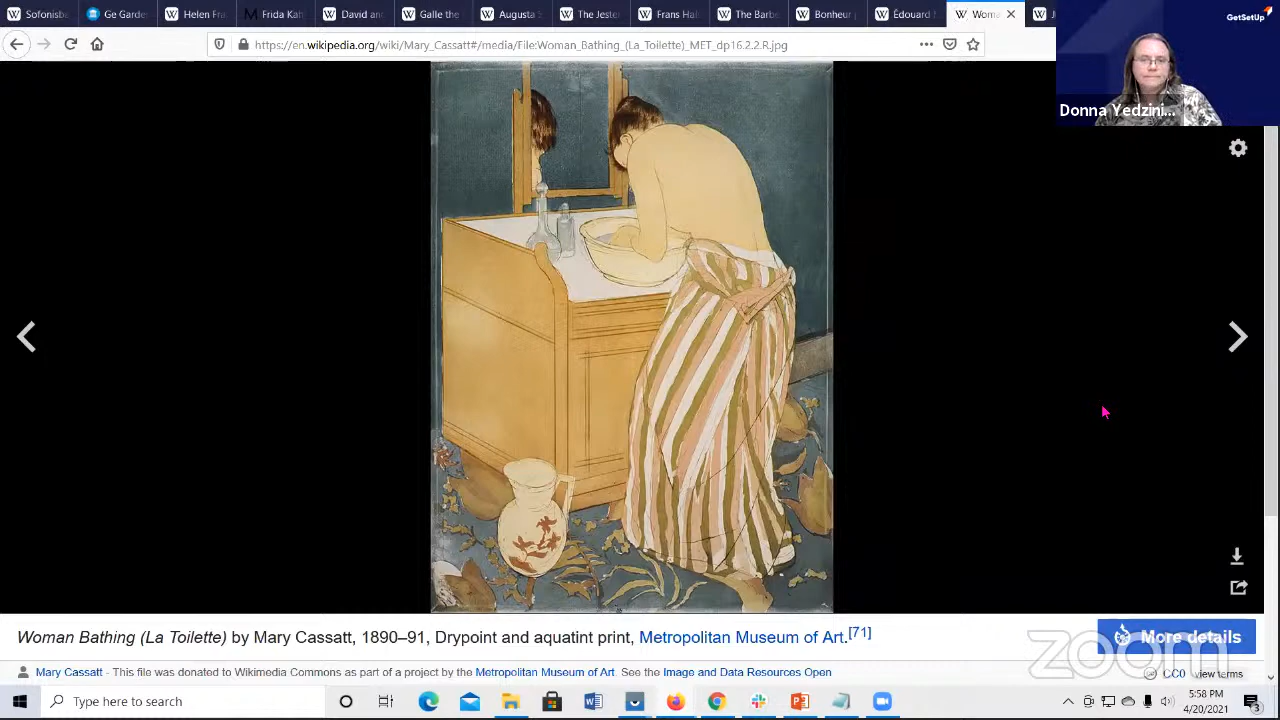 Sofonisba
Ge Garde
Helen Fra
Frida Kal
David an
Galle the
Augusta S
The Jester
Frans Hal
The Barbe
Bonheur p
Édouard M
Woma
GetSetUp
https://en.wikipedia.org/wiki/Mary_Cassatt#/media/File:Woman_Bathing_(La_Toilette)_MET_dp16.2.2.R.jpg
Donna Yedzini...
Woman Bathing (La Toilette) by Mary Cassatt, 1890–91, Drypoint and aquatint print, Metropolitan Museum of Art.[71]
More details
Mary Cassatt - This file was donated to Wikimedia Commons as part of a project by the Metropolitan Museum of Art. See the Image and Data Resources Open
CC0 view terms
zoom
Type here to search
5:58 PM
4/20/2021
3